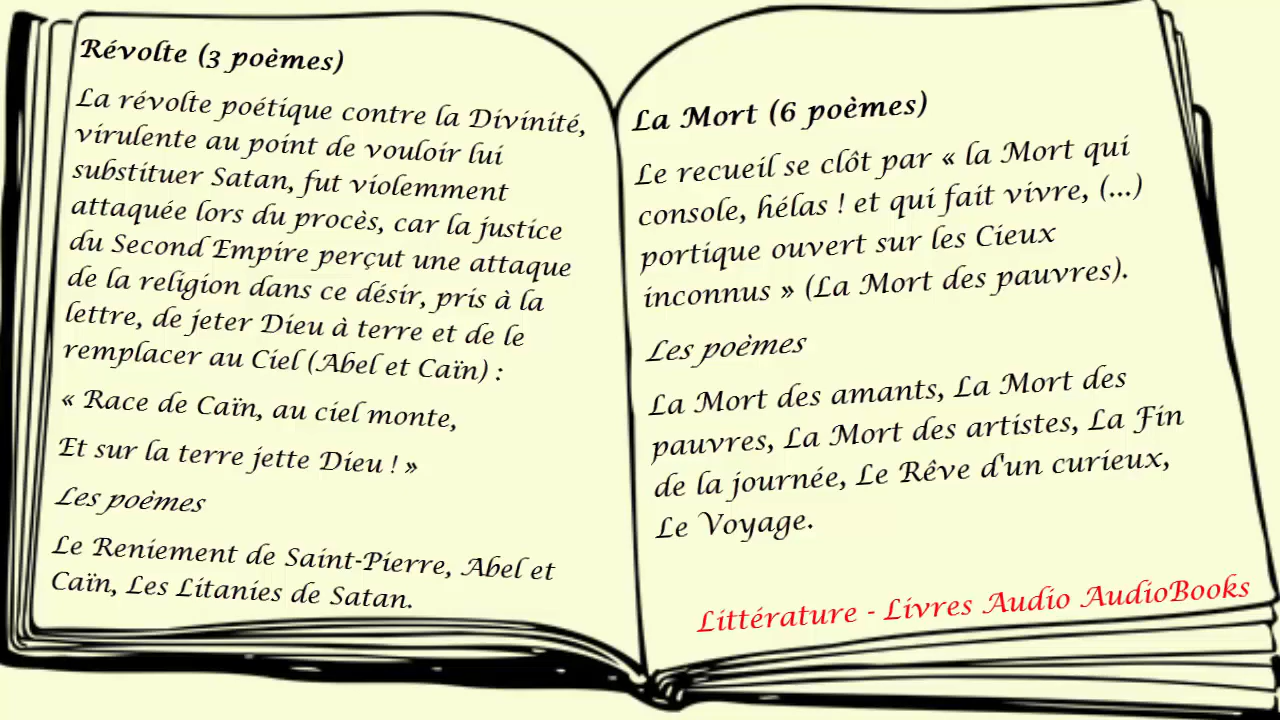 Révolte (3 poèmes)
La révolte poétique contre la Divinité,
virulente au point de vouloir lui
substituer Satan, fut violemment
attaquée lors du procès, car la justice
du Second Empire perçut une attaque
de la religion dans ce désir, pris à la
lettre, de jeter Dieu à terre et de le
remplacer au Ciel (Abel et Caïn) :
« Race de Caïn, au ciel monte,
Et sur la terre jette Dieu ! »
Les poèmes
Le Reniement de Saint-Pierre, Abel et
Caïn, Les Litanies de Satan.
La Mort (6 poèmes)
Le recueil se clôt par « la Mort qui
console, hélas ! et qui fait vivre, (...)
portique ouvert sur les Cieux
inconnus » (La Mort des pauvres).
Les poèmes
La Mort des amants, La Mort des
pauvres, La Mort des artistes, La Fin
de la journée, Le Rêve d'un curieux,
Le Voyage.
Littérature - Livres Audio AudioBooks